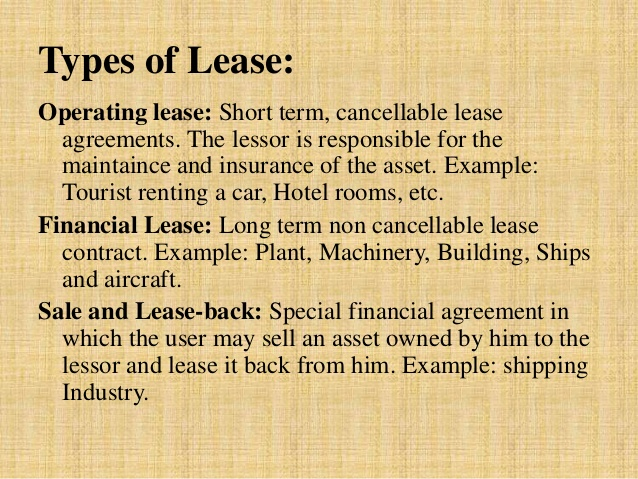 Types of Lease:
Operating lease: Short term, cancellable lease
agreements. The lessor is responsible for the
maintaince and insurance of the asset. Example:
Tourist renting a car, Hotel rooms, etc.
Financial Lease: Long term non cancellable lease
contract. Example: Plant, Machinery, Building, Ships
and aircraft.
Sale and Lease-back: Special financial agreement in
which the user may sell an asset owned by him to the
lessor and lease it back from him. Example: shipping
Industry.